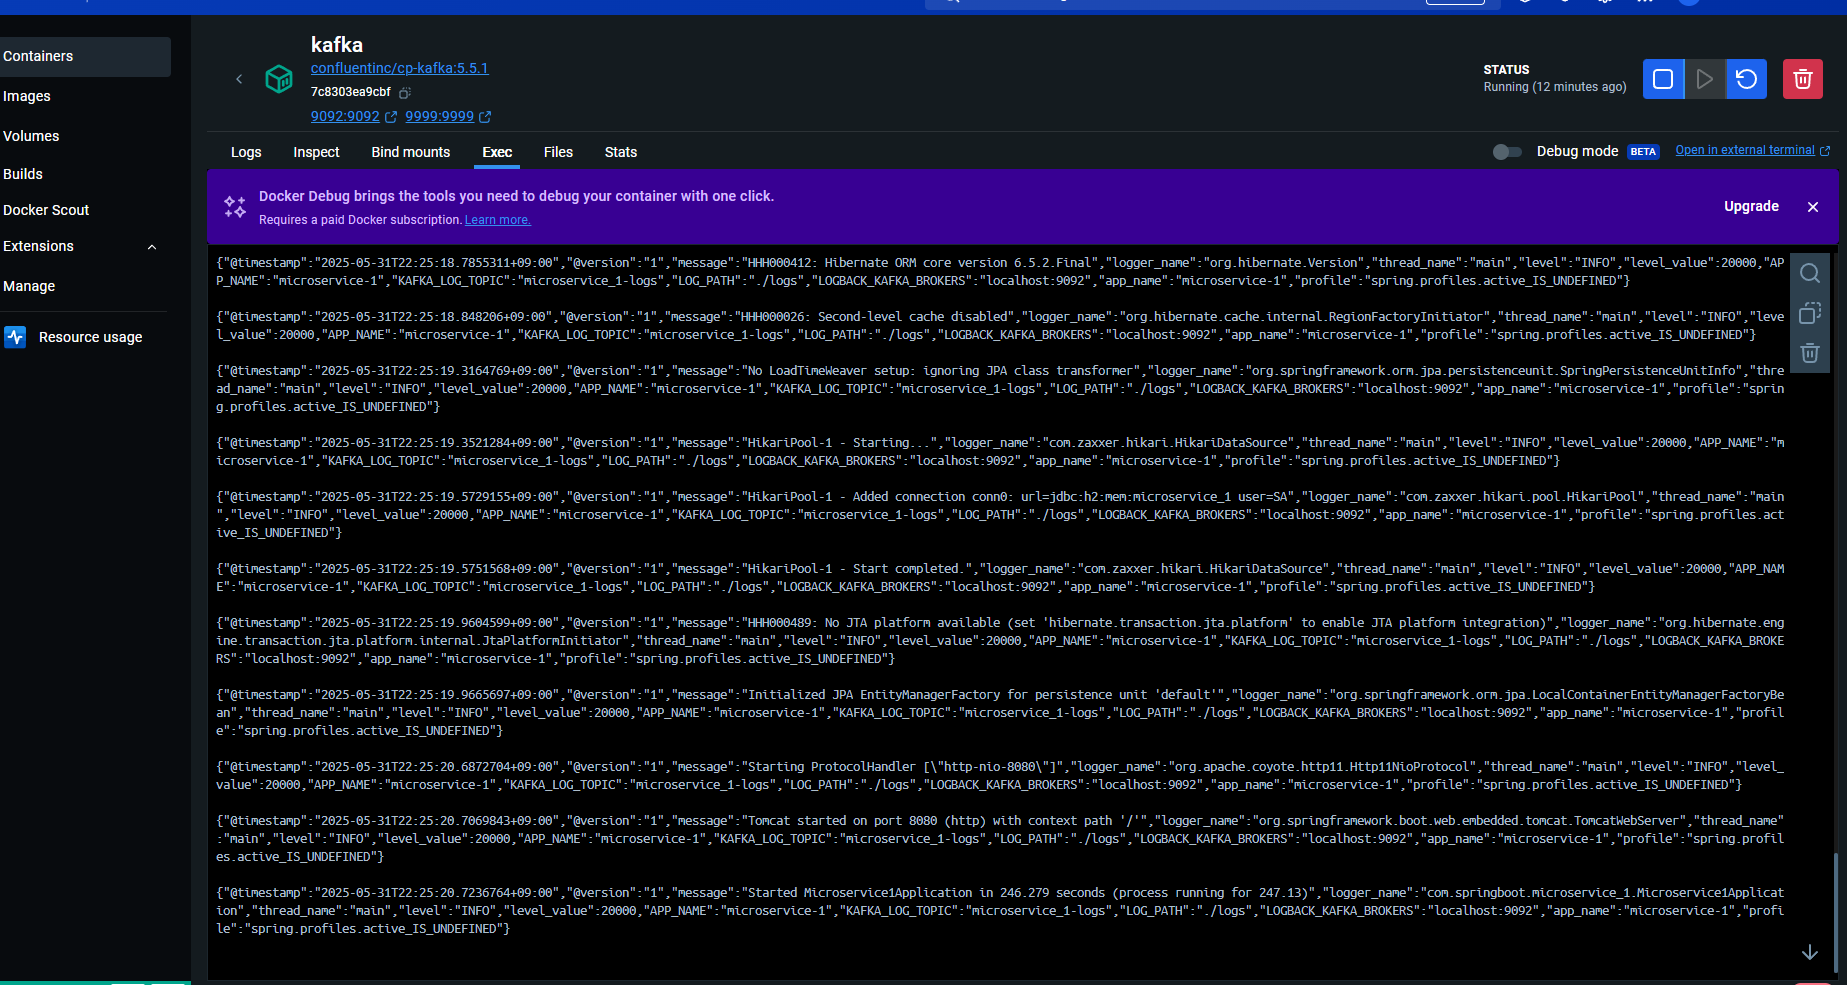 kafka
confluentinc/cp-kafka:5.5.1
7c8303ea9cbf
9092:9092 9999:9999
STATUS
Running (12 minutes ago)
Containers
Images
Volumes
Builds
Docker Scout
Extensions
Manage
Resource usage
Logs Inspect Bind mounts Exec Files Stats
Debug mode BETA Open in external terminal
Docker Debug brings the tools you need to debug your container with one click.
Requires a paid Docker subscription. Learn more.
Upgrade
{"@timestamp":"2025-05-31T22:25:18.7855311+09:00","@version":"1","message":"HHH000412: Hibernate ORM core version 6.5.2.Final","logger_name":"org.hibernate.Version","thread_name":"main","level":"INFO","level_value":20000,"AP
P_NAME":"microservice-1","KAFKA_LOG_TOPIC":"microservice_1-logs","LOG_PATH":"./logs","LOGBACK_KAFKA_BROKERS":"localhost:9092","app_name":"microservice-1","profile":"spring.profiles.active_IS_UNDEFINED"}
{"@timestamp":"2025-05-31T22:25:18.848206+09:00","@version":"1","message":"HHH000026: Second-level cache disabled","logger_name":"org.hibernate.cache.internal.RegionFactoryInitiator","thread_name":"main","level":"INFO","leve
l_value":20000,"APP_NAME":"microservice-1","KAFKA_LOG_TOPIC":"microservice_1-logs","LOG_PATH":"./logs","LOGBACK_KAFKA_BROKERS":"localhost:9092","app_name":"microservice-1","profile":"spring.profiles.active_IS_UNDEFINED"}
{"@timestamp":"2025-05-31T22:25:19.3164769+09:00","@version":"1","message":"No LoadTimeWeaver setup: ignoring JPA class transformer","logger_name":"org.springframework.orm.jpa.persistenceunit.SpringPersistenceUnitInfo","thre
ad_name":"main","level":"INFO","level_value":20000,"APP_NAME":"microservice-1","KAFKA_LOG_TOPIC":"microservice_1-logs","LOG_PATH":"./logs","LOGBACK_KAFKA_BROKERS":"localhost:9092","app_name":"microservice-1","profile":"sprin
g.profiles.active_IS_UNDEFINED"}
{"@timestamp":"2025-05-31T22:25:19.3521284+09:00","@version":"1","message":"HikariPool-1 - Starting...","logger_name":"com.zaxxer.hikari.HikariDataSource","thread_name":"main","level":"INFO","level_value":20000,"APP_NAME":"m
icroservice-1","KAFKA_LOG_TOPIC":"microservice_1-logs","LOG_PATH":"./logs","LOGBACK_KAFKA_BROKERS":"localhost:9092","app_name":"microservice-1","profile":"spring.profiles.active_IS_UNDEFINED"}
{"@timestamp":"2025-05-31T22:25:19.5729155+09:00","@version":"1","message":"HikariPool-1 - Added connection conn0: url=jdbc:h2:mem:microservice_1 user=SA","logger_name":"com.zaxxer.hikari.pool.HikariPool","thread_name":"main
","level":"INFO","level_value":20000,"APP_NAME":"microservice-1","KAFKA_LOG_TOPIC":"microservice_1-logs","LOG_PATH":"./logs","LOGBACK_KAFKA_BROKERS":"localhost:9092","app_name":"microservice-1","profile":"spring.profiles.act
ive_IS_UNDEFINED"}
{"@timestamp":"2025-05-31T22:25:19.5751568+09:00","@version":"1","message":"HikariPool-1 - Start completed.","logger_name":"com.zaxxer.hikari.HikariDataSource","thread_name":"main","level":"INFO","level_value":20000,"APP_NAM
E":"microservice-1","KAFKA_LOG_TOPIC":"microservice_1-logs","LOG_PATH":"./logs","LOGBACK_KAFKA_BROKERS":"localhost:9092","app_name":"microservice-1","profile":"spring.profiles.active_IS_UNDEFINED"}
{"@timestamp":"2025-05-31T22:25:19.9604599+09:00","@version":"1","message":"HHH000489: No JTA platform available (set 'hibernate.transaction.jta.platform' to enable JTA platform integration)","logger_name":"org.hibernate.eng
ine.transaction.jta.platform.internal.JtaPlatformInitiator","thread_name":"main","level":"INFO","level_value":20000,"APP_NAME":"microservice-1","KAFKA_LOG_TOPIC":"microservice_1-logs","LOG_PATH":"./logs","LOGBACK_KAFKA_BROKE
RS":"localhost:9092","app_name":"microservice-1","profile":"spring.profiles.active_IS_UNDEFINED"}
{"@timestamp":"2025-05-31T22:25:19.9665697+09:00","@version":"1","message":"Initialized JPA EntityManagerFactory for persistence unit 'default'","logger_name":"org.springframework.orm.jpa.LocalContainerEntityManagerFactoryBe
an","thread_name":"main","level":"INFO","level_value":20000,"APP_NAME":"microservice-1","KAFKA_LOG_TOPIC":"microservice_1-logs","LOG_PATH":"./logs","LOGBACK_KAFKA_BROKERS":"localhost:9092","app_name":"microservice-1","profil
e":"spring.profiles.active_IS_UNDEFINED"}
{"@timestamp":"2025-05-31T22:25:20.6872704+09:00","@version":"1","message":"Starting ProtocolHandler [\"http-nio-8080\"]","logger_name":"org.apache.coyote.http11.Http11NioProtocol","thread_name":"main","level":"INFO","level_
value":20000,"APP_NAME":"microservice-1","KAFKA_LOG_TOPIC":"microservice_1-logs","LOG_PATH":"./logs","LOGBACK_KAFKA_BROKERS":"localhost:9092","app_name":"microservice-1","profile":"spring.profiles.active_IS_UNDEFINED"}
{"@timestamp":"2025-05-31T22:25:20.7069843+09:00","@version":"1","message":"Tomcat started on port 8080 (http) with context path '/'","logger_name":"org.springframework.boot.web.embedded.tomcat.TomcatWebServer","thread_name"
:"main","level":"INFO","level_value":20000,"APP_NAME":"microservice-1","KAFKA_LOG_TOPIC":"microservice_1-logs","LOG_PATH":"./logs","LOGBACK_KAFKA_BROKERS":"localhost:9092","app_name":"microservice-1","profile":"spring.profil
es.active_IS_UNDEFINED"}
{"@timestamp":"2025-05-31T22:25:20.7236764+09:00","@version":"1","message":"Started Microservice1Application in 246.279 seconds (process running for 247.13)","logger_name":"com.springboot.microservice_1.Microservice1Applicat
ion","thread_name":"main","level":"INFO","level_value":20000,"APP_NAME":"microservice-1","KAFKA_LOG_TOPIC":"microservice_1-logs","LOG_PATH":"./logs","LOGBACK_KAFKA_BROKERS":"localhost:9092","app_name":"microservice-1","profi
le":"spring.profiles.active_IS_UNDEFINED"}